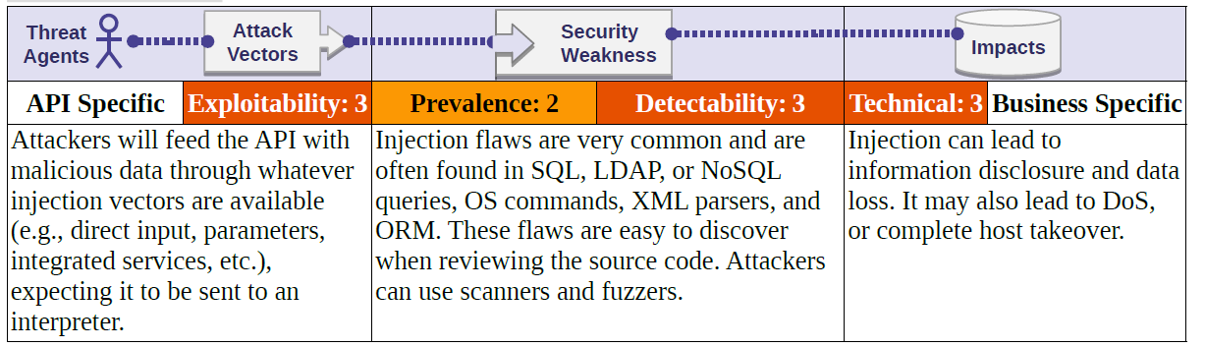 Threat
Agents
Attack
Vectors
Security
Weakness
Impacts
API Specific
Exploitability: 3
Prevalence: 2
Detectability: 3
Technical: 3
Business Specific
Attackers will feed the API with
malicious data through whatever
injection vectors are available
(e.g., direct input, parameters,
integrated services, etc.),
expecting it to be sent to an
interpreter.
Injection flaws are very common and are
often found in SQL, LDAP, or NoSQL
queries, OS commands, XML parsers, and
ORM. These flaws are easy to discover
when reviewing the source code. Attackers
can use scanners and fuzzers.
Injection can lead to
information disclosure and data
loss. It may also lead to DoS,
or complete host takeover.